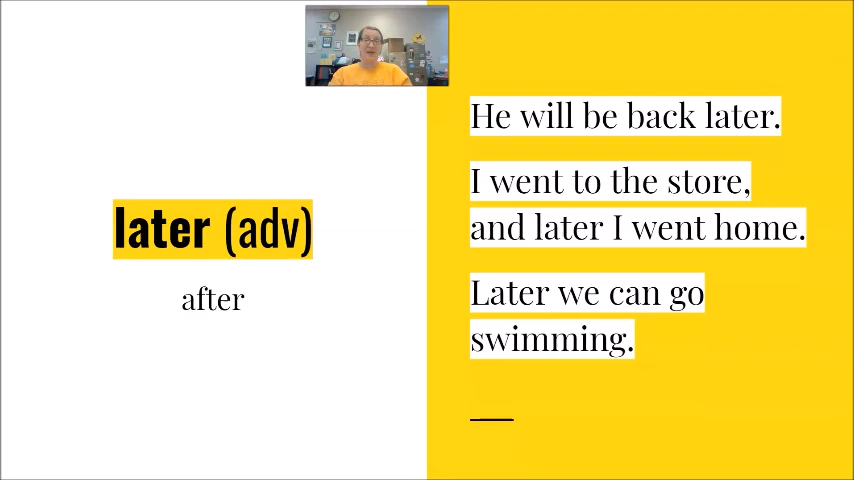 later (adv)
after
He will be back later.
I went to the store,
and later I went home.
Later we can go
swimming.